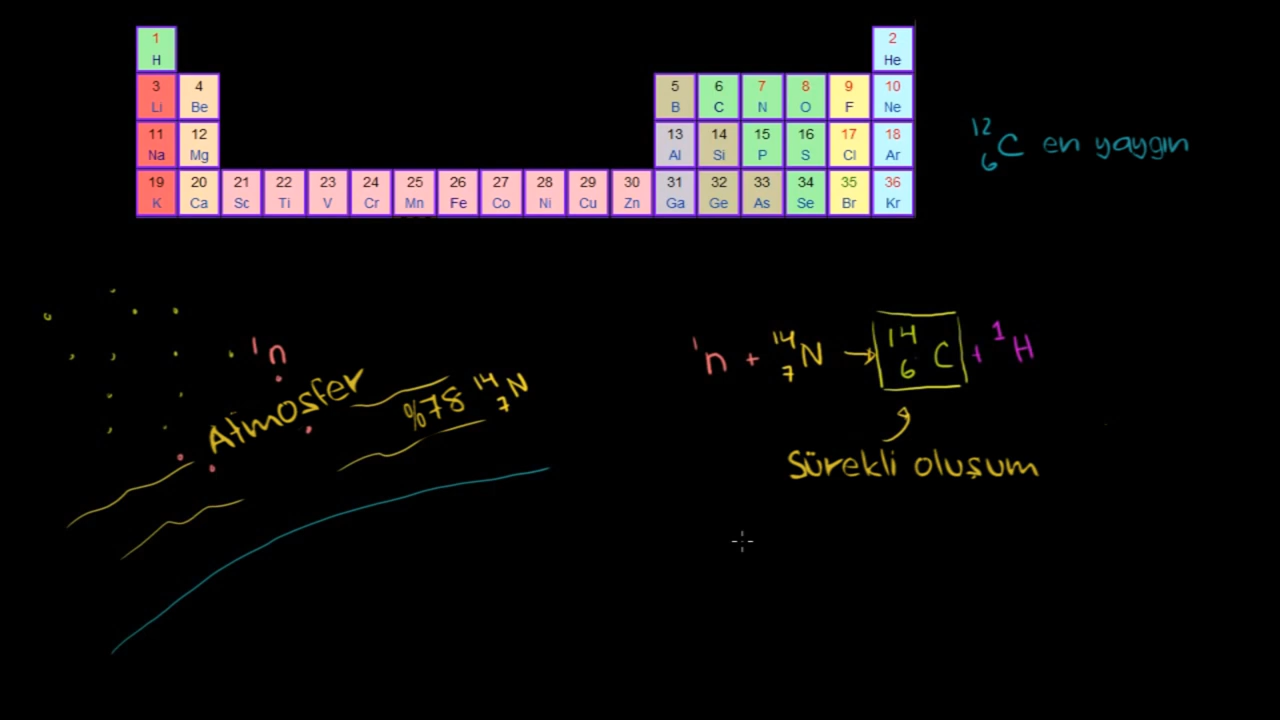 1 2
H He
3 4 5 6 7 8 9 10
Li Be B C N O F Ne
11 12 13 14 15 16 17 18
Na Mg Al Si P S Cl Ar
19 20 21 22 23 24 25 26 27 28 29 30 31 32 33 34 35 36
K Ca Sc Ti V Cr Mn Fe Co Ni Cu Zn Ga Ge As Se Br Kr
¹²₆C en yaygın
¹n
Atmosfer
%78 ¹⁴₇N
¹n + ¹⁴₇N → ¹⁴₆C + ¹H
Sürekli oluşum